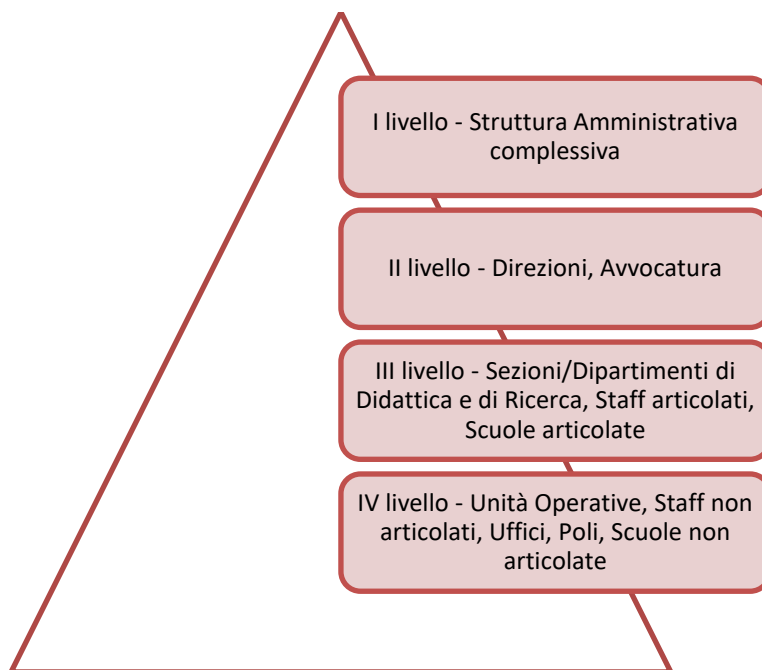 I livello - Struttura Amministrativa
complessiva
II livello - Direzioni, Avvocatura
III livello - Sezioni/Dipartimenti di
Didattica e di Ricerca, Staff articolati,
Scuole articolate
IV livello - Unità Operative, Staff non
articolati, Uffici, Poli, Scuole non
articolate